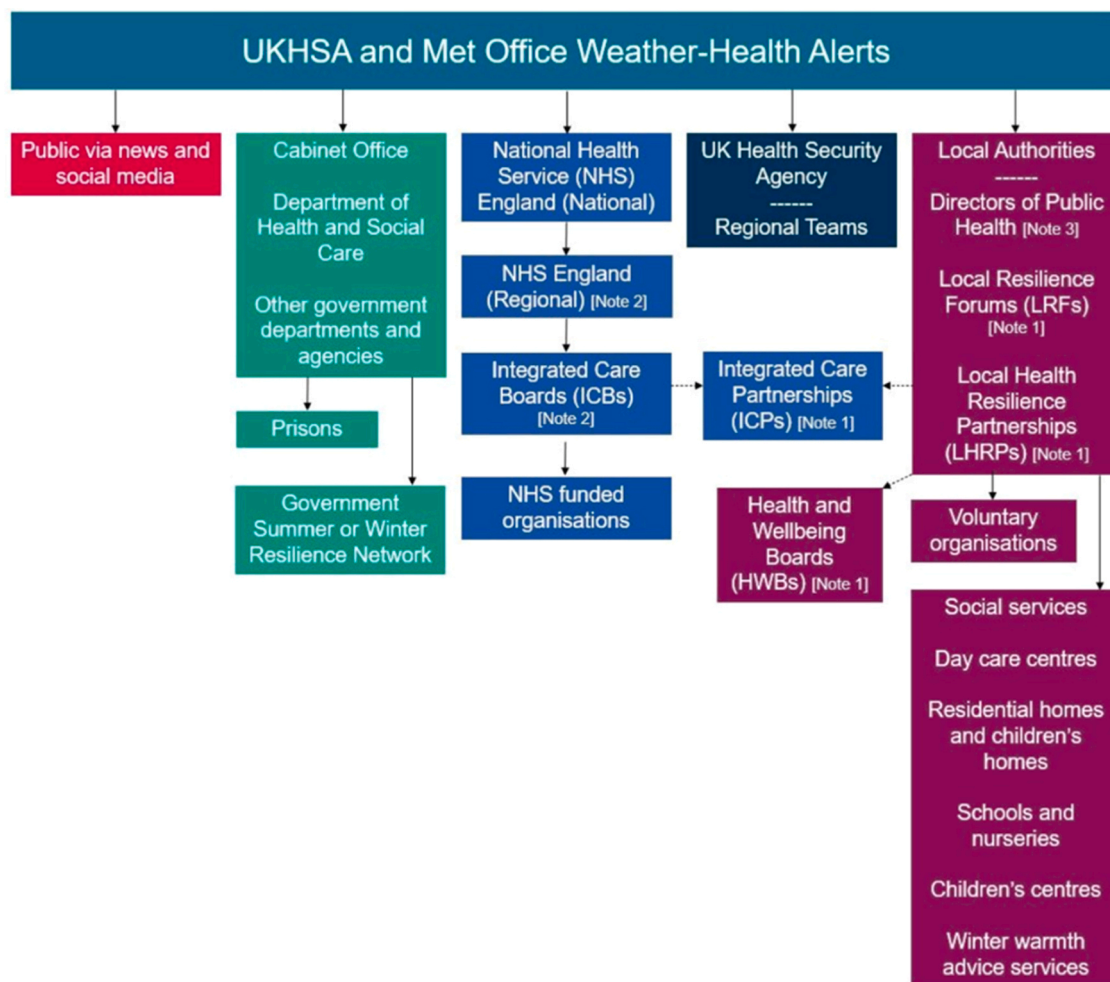 UKHSA and Met Office Weather-Health Alerts
Public via news and
social media
Cabinet Office
Department of
Health and Social
Care
Other government
departments and
agencies
Prisons
Government
Summer or Winter
Resilience Network
National Health
Service (NHS)
England (National)
NHS England
(Regional) [Note 2]
Integrated Care
Boards (ICBs)
[Note 2]
NHS funded
organisations
UK Health Security
Agency
------
Regional Teams
Integrated Care
Partnerships
(ICPs) [Note 1]
Health and
Wellbeing
Boards
(HWBs) [Note 1]
Local Authorities
------
Directors of Public
Health [Note 3]
Local Resilience
Forums (LRFs)
[Note 1]
Local Health
Resilience
Partnerships
(LHRPs) [Note 1]
Voluntary
organisations
Social services
Day care centres
Residential homes
and children's
homes
Schools and
nurseries
Children's centres
Winter warmth
advice services